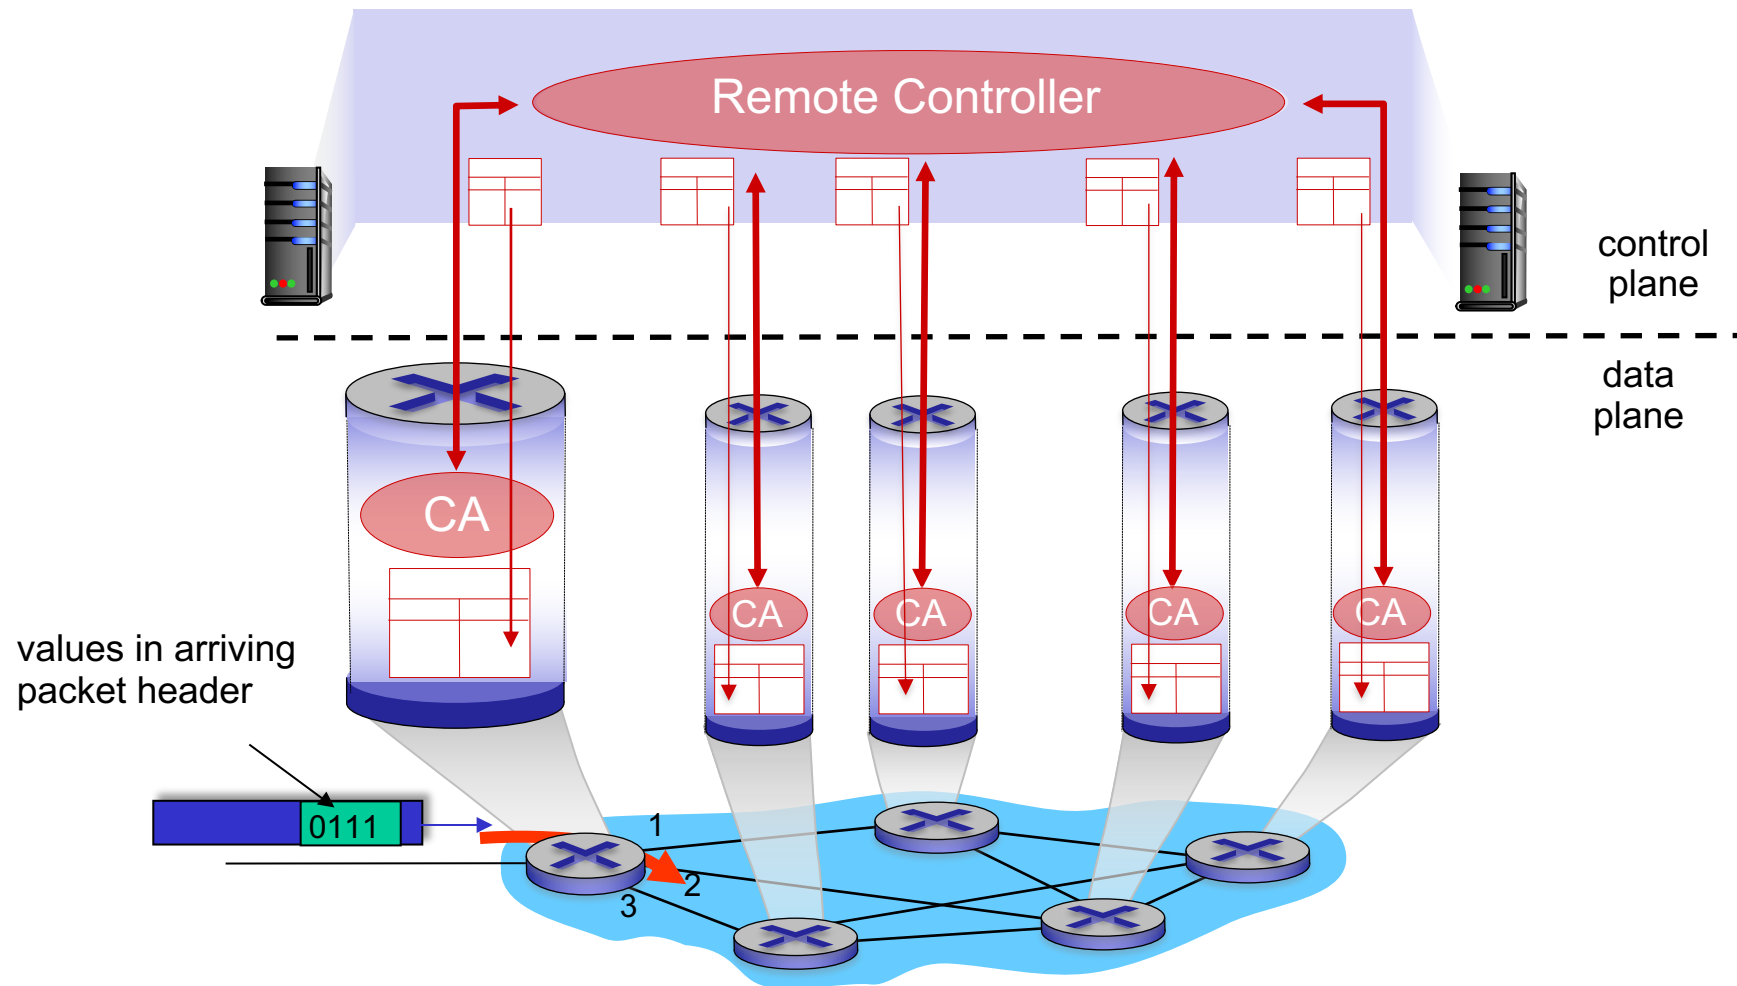 Remote Controller
control
plane
data
plane
CA
CA
CA
CA
CA
values in arriving
packet header
0111
1
2
3